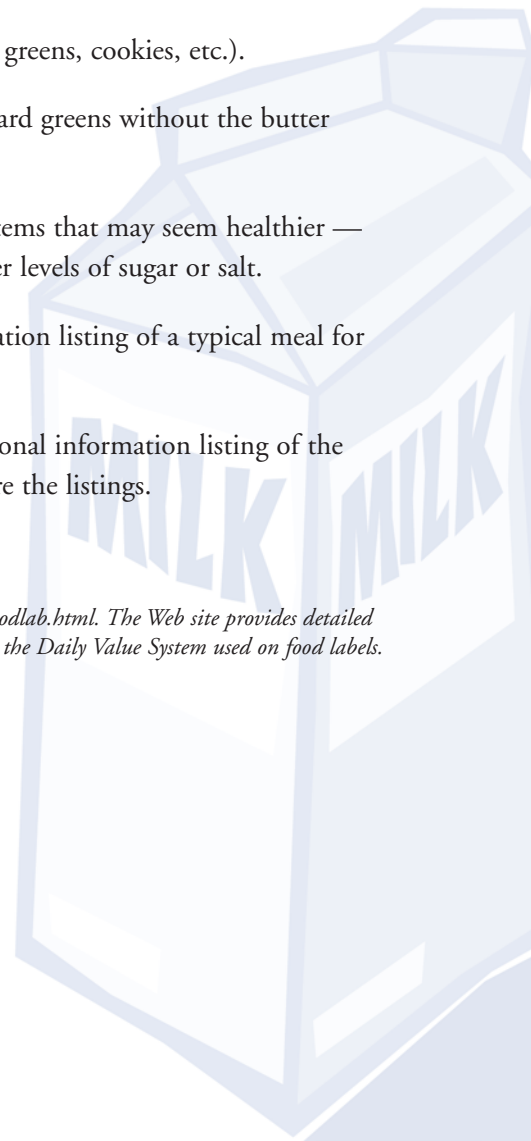 greens, cookies, etc.).
ard greens without the butter
tems that may seem healthier —
er levels of sugar or salt.
ation listing of a typical meal for
onal information listing of the
re the listings.
MILK MILK
odlab.html. The Web site provides detailed
the Daily Value System used on food labels.